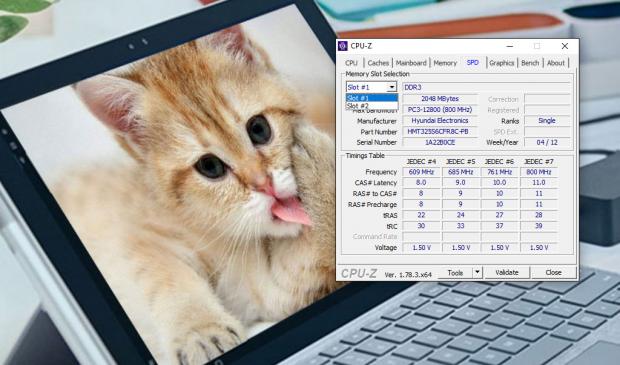 CPU-Z
CPU Caches Mainboard Memory SPD Graphics Bench About
Memory Slot Selection
Slot #1 DDR3
Slot #1
Slot #2
2048 MBytes Correction
Max Bandwidth PC3-12800 (800 MHz) Registered
Manufacturer Hyundai Electronics Ranks Single
Part Number HMT325S6CFR8C-PB SPD Ext.
Serial Number 1A22B0CE Week/Year 04 / 12
Timings Table
JEDEC #4 JEDEC #5 JEDEC #6 JEDEC #7
Frequency 609 MHz 685 MHz 761 MHz 800 MHz
CAS# Latency 8.0 9.0 10.0 11.0
RAS# to CAS# 8 9 10 11
RAS# Precharge 8 9 10 11
tRAS 22 24 27 28
tRC 30 33 37 39
Command Rate
Voltage 1.50 V 1.50 V 1.50 V 1.50 V
CPU-Z Ver. 1.78.3.x64 Tools Validate Close